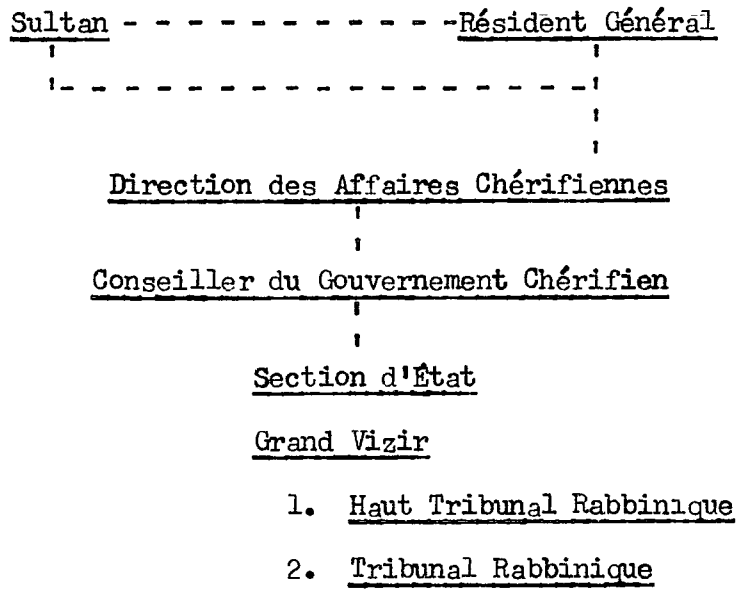 Sultan - - - - - - - - - - - - -Résident Général
Direction des Affaires Chérifiennes
Conseiller du Gouvernement Chérifien
Section d'État
Grand Vizir
1. Haut Tribunal Rabbinique
2. Tribunal Rabbinique